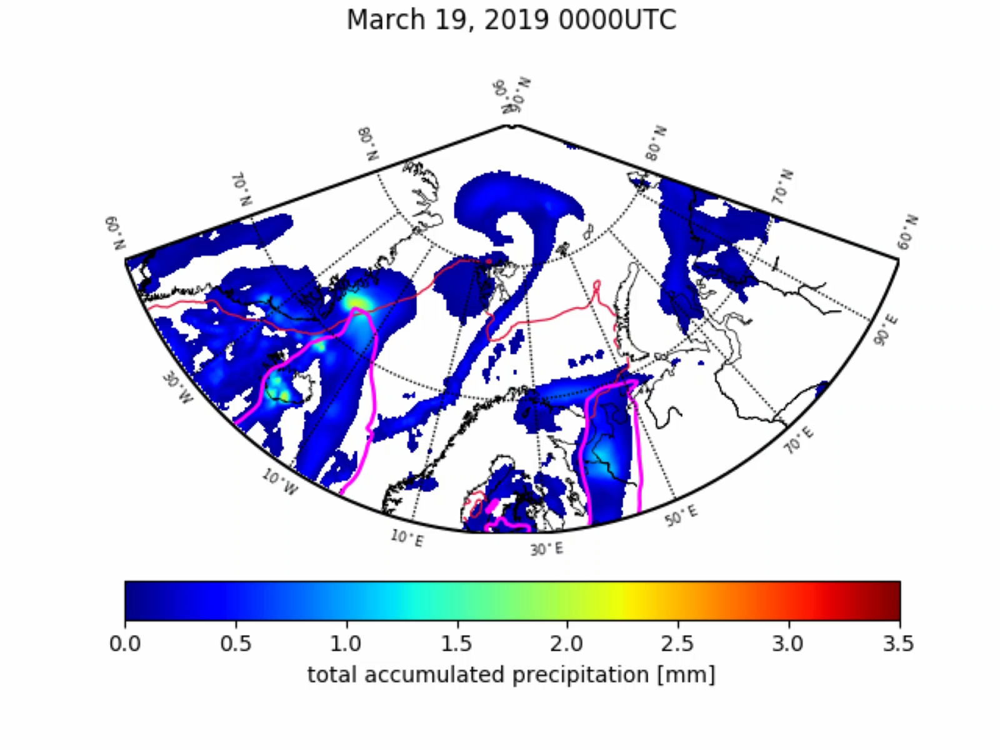 March 19, 2019 0000UTC
90°N
90°N
80°N
80°N
70°N
70°N
60°N
60°N
90°E
30°W
70°E
10°W
50°E
10°E
30°E
0.0 0.5 1.0 1.5 2.0 2.5 3.0 3.5
total accumulated precipitation [mm]